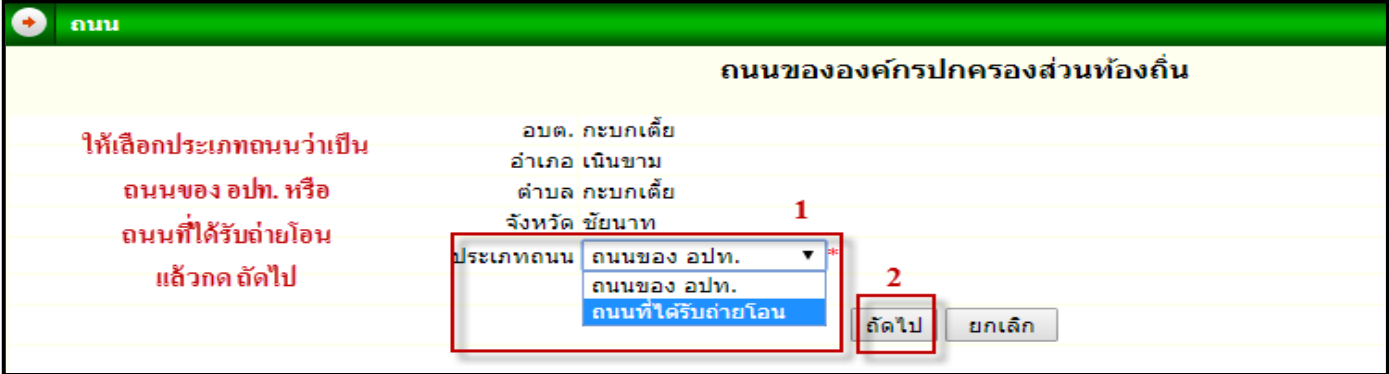 ถนน
ถนนขององค์กรปกครองส่วนท้องถิ่น
ให้เลือกประเภทถนนว่าเป็น
ถนนของ อปท. หรือ
ถนนที่ได้รับถ่ายโอน
แล้วกด ถัดไป
อบต. กะบกเตี้ย
อำเภอ เนินขาม
ตำบล กะบกเตี้ย
จังหวัด ชัยนาท
1
ประเภทถนน ถนนของ อปท. ▼ *
ถนนของ อปท.
ถนนที่ได้รับถ่ายโอน
2
ถัดไป ยกเลิก